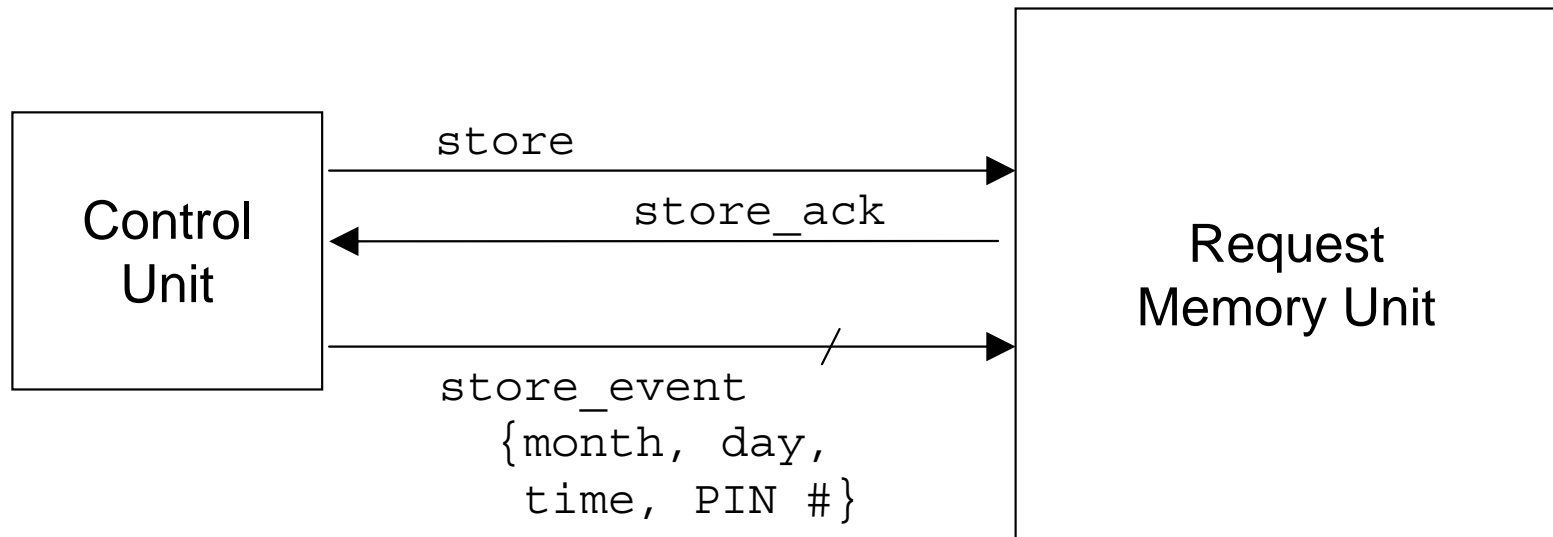 Control
Unit
store
store_ack
store_event
{month, day,
time, PIN #}
Request
Memory Unit